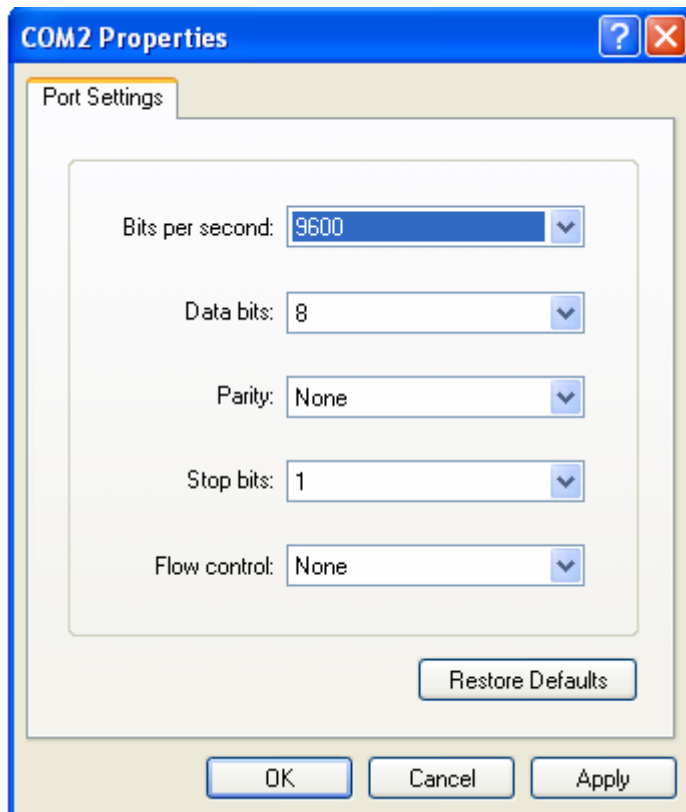 COM2 Properties
Port Settings
Bits per second: 9600
Data bits: 8
Parity: None
Stop bits: 1
Flow control: None
Restore Defaults
OK Cancel Apply